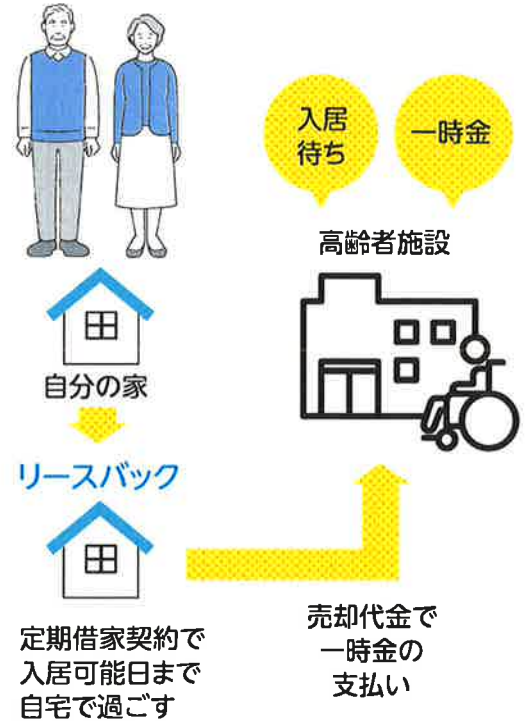 入居
待ち
一時金
高齢者施設
自分の家
リースバック
定期借家契約で
入居可能日まで
自宅で過ごす
売却代金で
一時金の
支払い